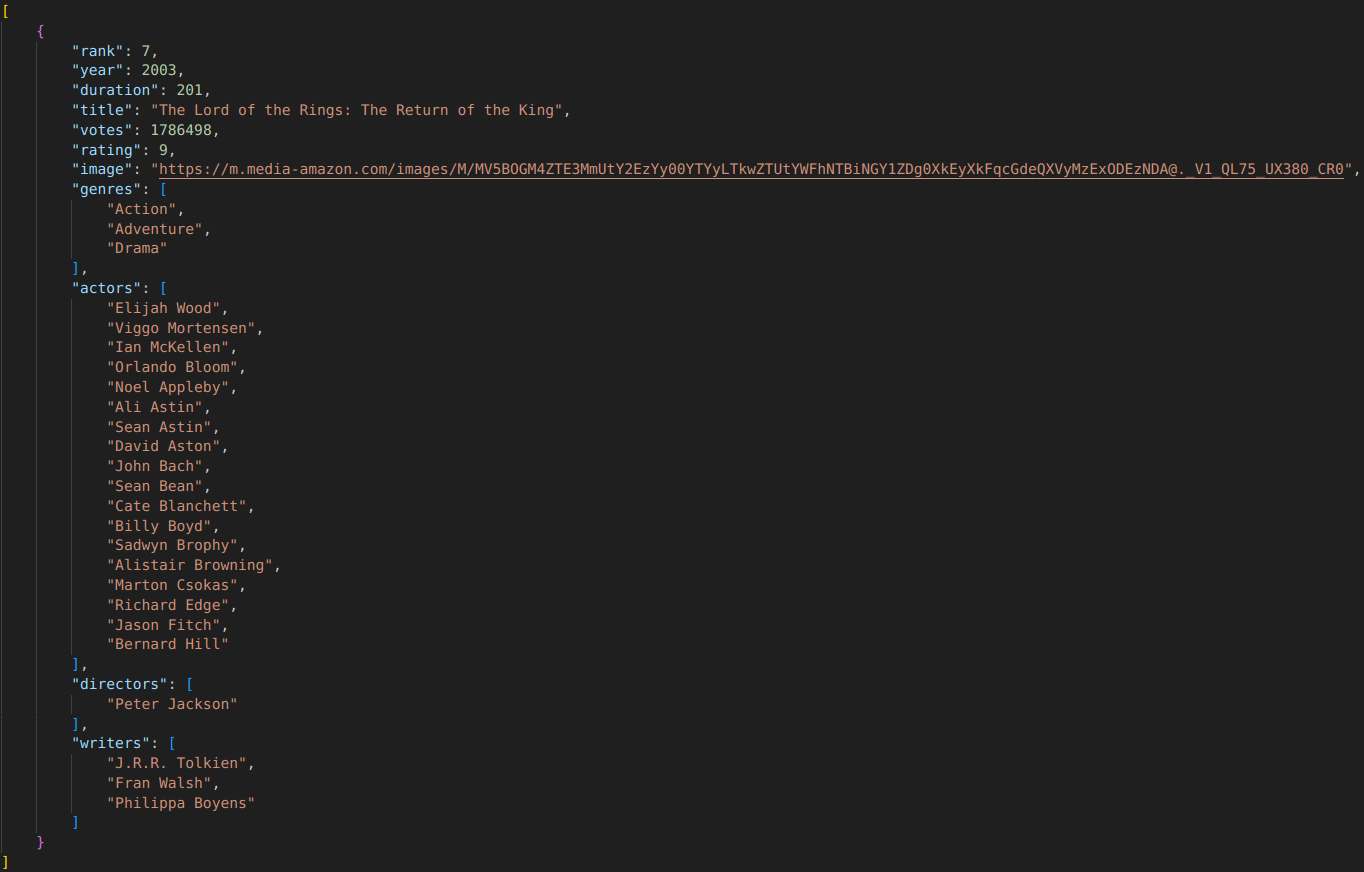 [
    {
        "rank": 7,
        "year": 2003,
        "duration": 201,
        "title": "The Lord of the Rings: The Return of the King",
        "votes": 1786498,
        "rating": 9,
        "image": "https://m.media-amazon.com/images/M/MV5BOGM4ZTE3MmUtY2EzYy00YTYyLTkwZTUtYWFhNTBiNGY1ZDg0XkEyXkFqcGdeQXVyMzExODEzNDA@._V1_QL75_UX380_CR0",
        "genres": [
            "Action",
            "Adventure",
            "Drama"
        ],
        "actors": [
            "Elijah Wood",
            "Viggo Mortensen",
            "Ian McKellen",
            "Orlando Bloom",
            "Noel Appleby",
            "Ali Astin",
            "Sean Astin",
            "David Aston",
            "John Bach",
            "Sean Bean",
            "Cate Blanchett",
            "Billy Boyd",
            "Sadwyn Brophy",
            "Alistair Browning",
            "Marton Csokas",
            "Richard Edge",
            "Jason Fitch",
            "Bernard Hill"
        ],
        "directors": [
            "Peter Jackson"
        ],
        "writers": [
            "J.R.R. Tolkien",
            "Fran Walsh",
            "Philippa Boyens"
        ]
    }
]